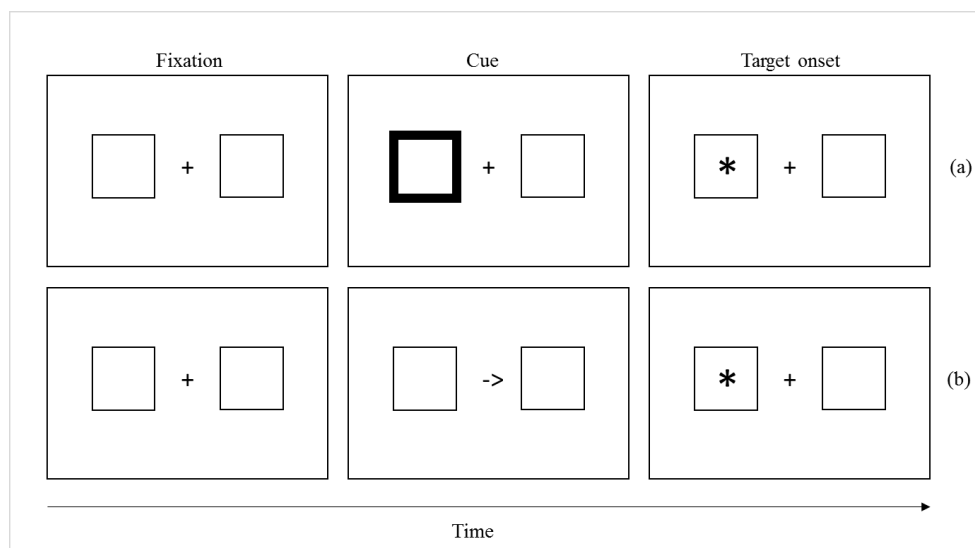 Fixation Cue Target onset
+ + * + (a)
+ -> * + (b)
Time